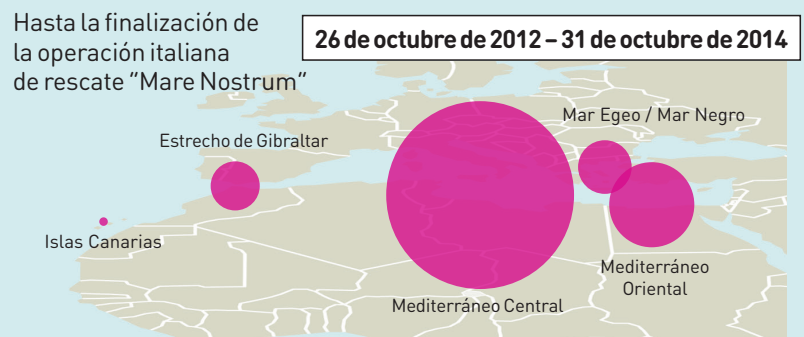 Hasta la finalización de
la operación italiana
de rescate “Mare Nostrum“
26 de octubre de 2012 – 31 de octubre de 2014
Mar Egeo / Mar Negro
Estrecho de Gibraltar
Islas Canarias
Mediterráneo
Oriental
Mediterráneo Central